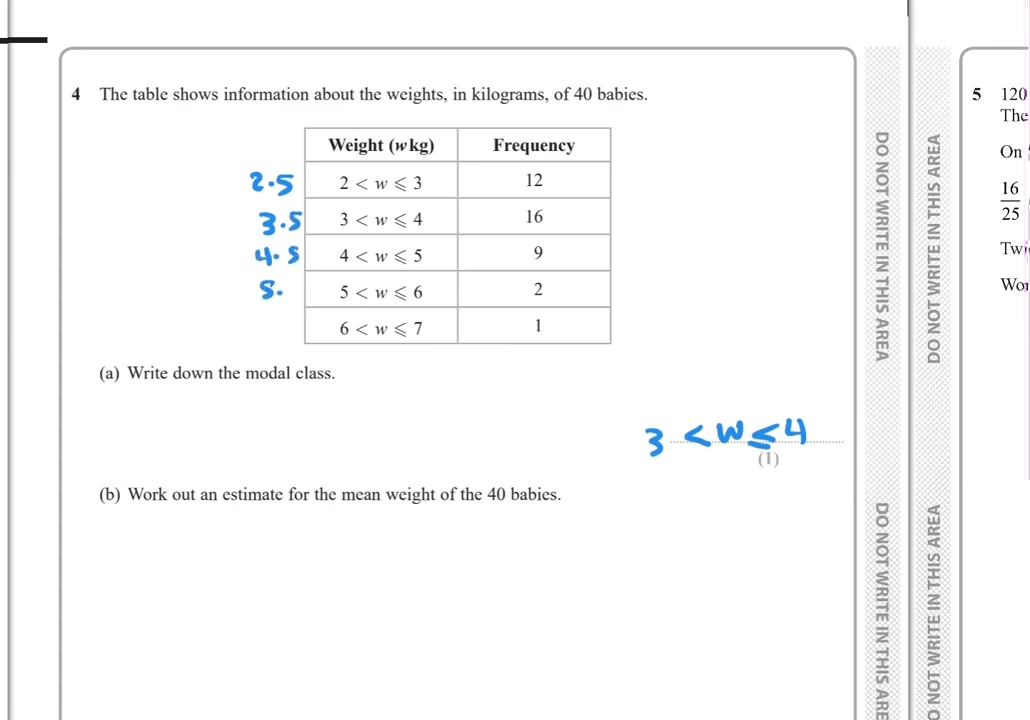 4 The table shows information about the weights, in kilograms, of 40 babies.
Weight (w kg) Frequency
2.5 2 < w ⩽ 3 12
3.5 3 < w ⩽ 4 16
4.5 4 < w ⩽ 5 9
5. 5 < w ⩽ 6 2
6 < w ⩽ 7 1
(a) Write down the modal class.
3 < w ≤ 4
(1)
(b) Work out an estimate for the mean weight of the 40 babies.
DO NOT WRITE IN THIS AREA
DO NOT WRITE IN THIS ARE
DO NOT WRITE IN THIS AREA
O NOT WRITE IN THIS AREA
5 120
The
On
16
25
Twi
Wor